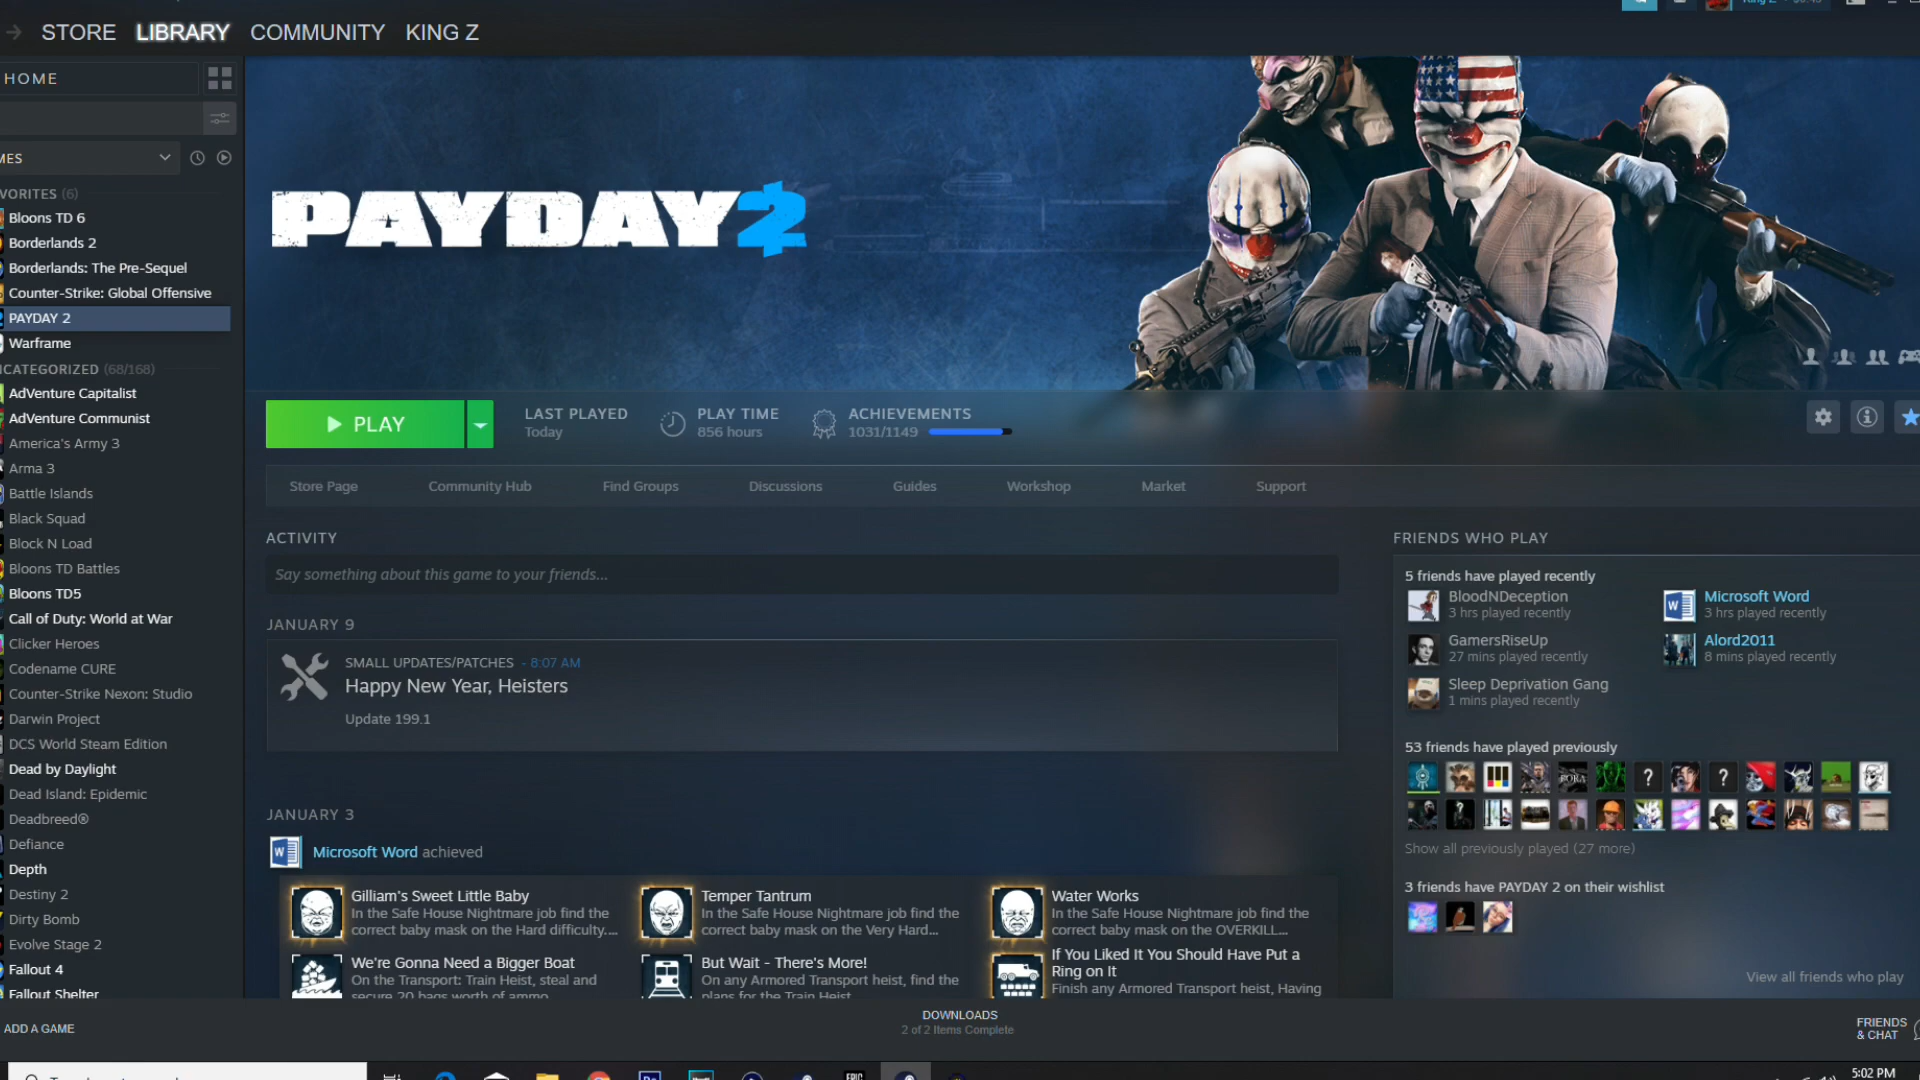 STORE LIBRARY COMMUNITY KING Z
HOME
MES
VORITES (6)
Bloons TD 6
Borderlands 2
Borderlands: The Pre-Sequel
Counter-Strike: Global Offensive
PAYDAY 2
Warframe
NCATEGORIZED (68/168)
AdVenture Capitalist
AdVenture Communist
America's Army 3
Arma 3
Battle Islands
Black Squad
Block N Load
Bloons TD Battles
Bloons TD5
Call of Duty: World at War
Clicker Heroes
Codename CURE
Counter-Strike Nexon: Studio
Darwin Project
DCS World Steam Edition
Dead by Daylight
Dead Island: Epidemic
Deadbreed®
Defiance
Depth
Destiny 2
Dirty Bomb
Evolve Stage 2
Fallout 4
Fallout Shelter
ADD A GAME
PAYDAY 2
PLAY
LAST PLAYED
Today
PLAY TIME
856 hours
ACHIEVEMENTS
1031/1149
Store Page Community Hub Find Groups Discussions Guides Workshop Market Support
ACTIVITY
Say something about this game to your friends...
JANUARY 9
SMALL UPDATES/PATCHES - 8:07 AM
Happy New Year, Heisters
Update 199.1
JANUARY 3
Microsoft Word achieved
Gilliam's Sweet Little Baby
In the Safe House Nightmare job find the
correct baby mask on the Hard difficulty....
Temper Tantrum
In the Safe House Nightmare job find the
correct baby mask on the Very Hard...
Water Works
In the Safe House Nightmare job find the
correct baby mask on the OVERKILL...
We're Gonna Need a Bigger Boat
On the Transport: Train Heist, steal and
secure 20 bags worth of ammo
But Wait - There's More!
On any Armored Transport heist, find the
plans for the Train Heist
If You Liked It You Should Have Put a
Ring on It
Finish any Armored Transport heist, Having
FRIENDS WHO PLAY
5 friends have played recently
BloodNDeception
3 hrs played recently
Microsoft Word
3 hrs played recently
GamersRiseUp
27 mins played recently
Alord2011
8 mins played recently
Sleep Deprivation Gang
1 mins played recently
53 friends have played previously
Show all previously played (27 more)
3 friends have PAYDAY 2 on their wishlist
View all friends who play
DOWNLOADS
2 of 2 Items Complete
FRIENDS
& CHAT
EPIC
5:02 PM